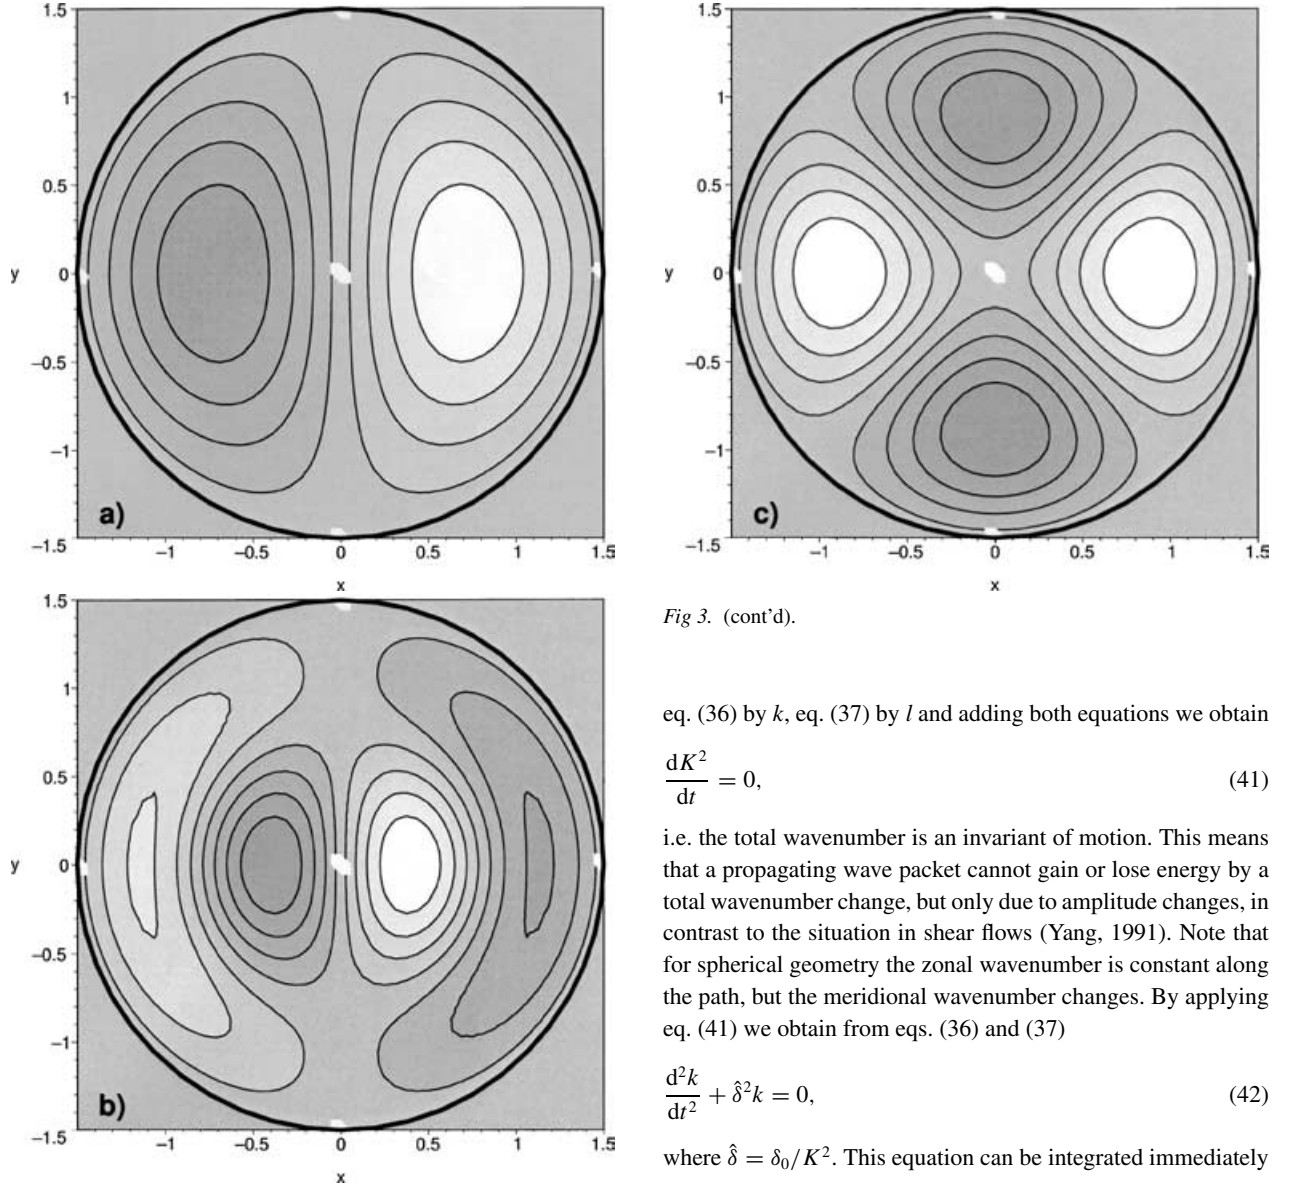 1.5
1
0.5
y
0
−0.5
−1
−1.5
a)
−1
−0.5
0
0.5
1
1.5
x
1.5
1
0.5
y
0
−0.5
−1
−1.5
b)
−1
−0.5
0
0.5
1
1.5
x
1.5
1
0.5
y
0
−0.5
−1
−1.5
c)
−1
−0.5
0
0.5
1
1.5
x
Fig 3. (cont’d).
eq. (36) by k, eq. (37) by l and adding both equations we obtain
dK²/dt = 0, (41)
i.e. the total wavenumber is an invariant of motion. This means
that a propagating wave packet cannot gain or lose energy by a
total wavenumber change, but only due to amplitude changes, in
contrast to the situation in shear flows (Yang, 1991). Note that
for spherical geometry the zonal wavenumber is constant along
the path, but the meridional wavenumber changes. By applying
eq. (41) we obtain from eqs. (36) and (37)
d²k/dt² + δ̂²k = 0, (42)
where δ̂ = δ₀/K². This equation can be integrated immediately